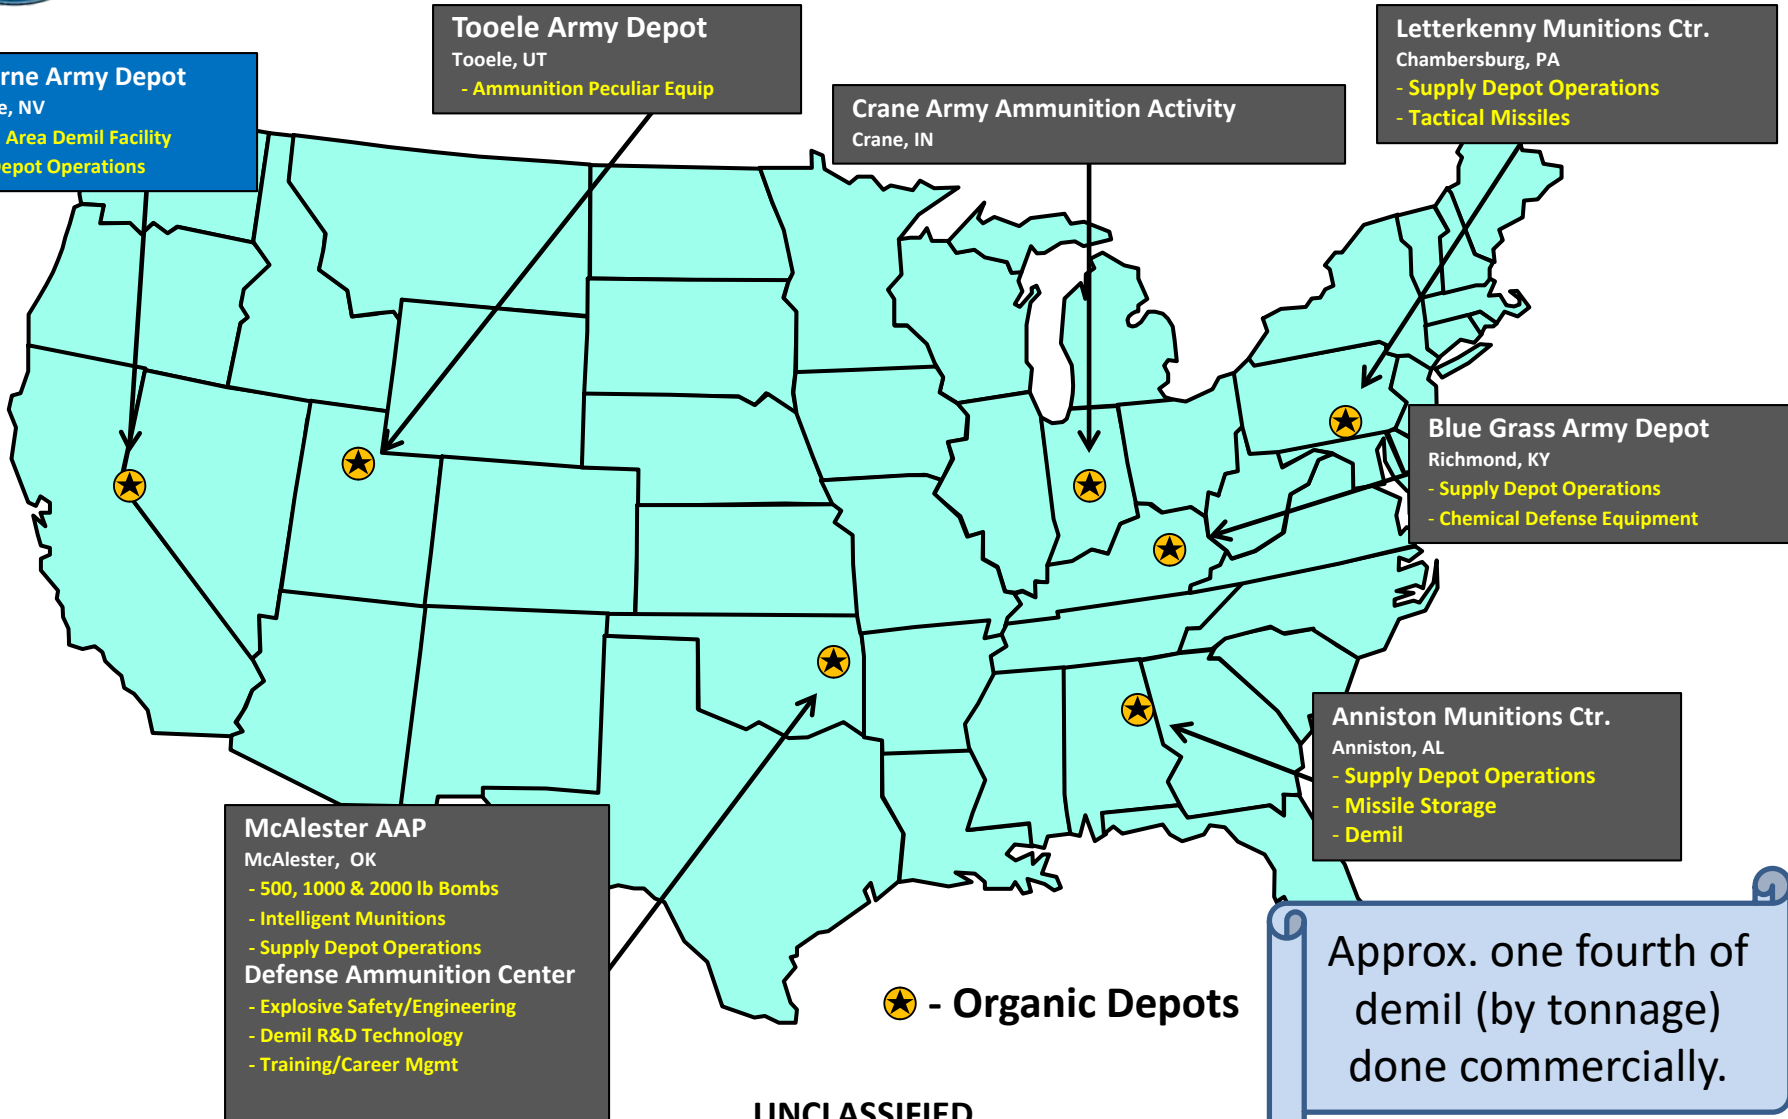 Tooele Army Depot
Tooele, UT
- Ammunition Peculiar Equip
Letterkenny Munitions Ctr.
Chambersburg, PA
- Supply Depot Operations
- Tactical Missiles
rne Army Depot
e, NV
Area Demil Facility
epot Operations
Crane Army Ammunition Activity
Crane, IN
Blue Grass Army Depot
Richmond, KY
- Supply Depot Operations
- Chemical Defense Equipment
Anniston Munitions Ctr.
Anniston, AL
- Supply Depot Operations
- Missile Storage
- Demil
McAlester AAP
McAlester, OK
- 500, 1000 & 2000 lb Bombs
- Intelligent Munitions
- Supply Depot Operations
Defense Ammunition Center
- Explosive Safety/Engineering
- Demil R&D Technology
- Training/Career Mgmt
- Organic Depots
Approx. one fourth of
demil (by tonnage)
done commercially.
UNCLASSIFIED